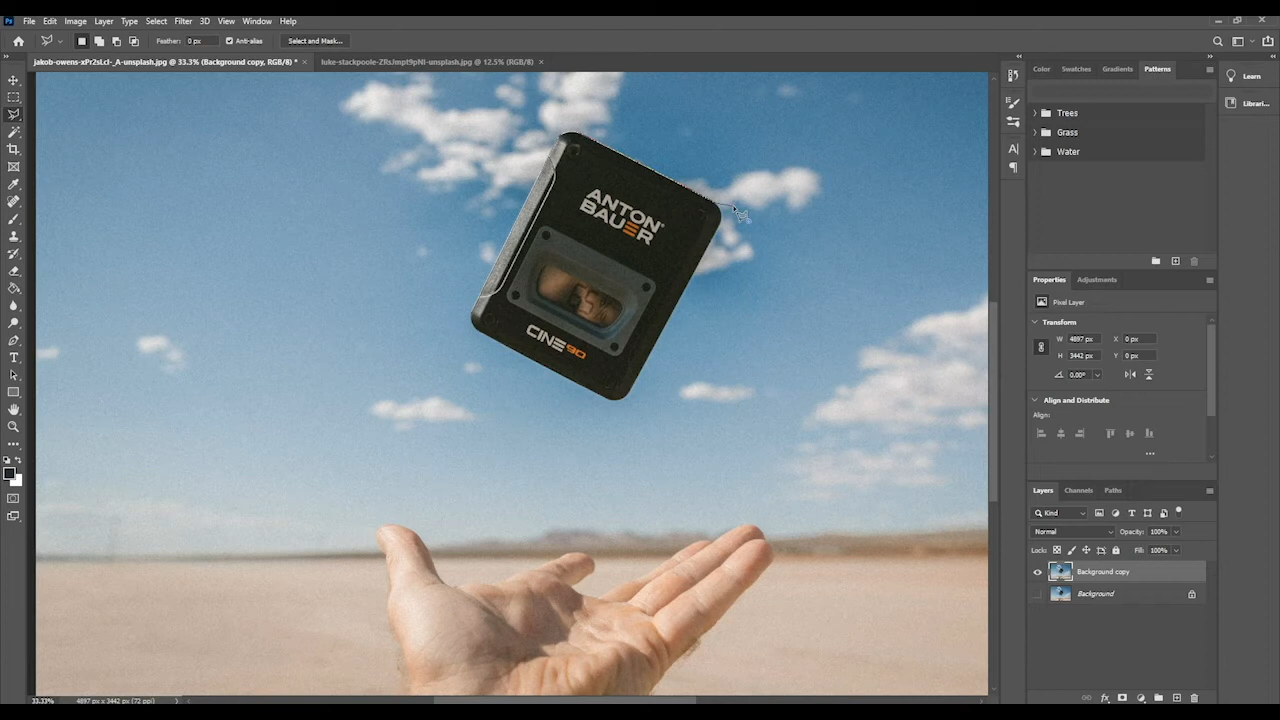 Ps File Edit Image Layer Type Select Filter 3D View Window Help
Feather: 0 px Anti-alias Select and Mask...
jakob-owens-xPr2sLcI-_A-unsplash.jpg @ 33.3% (Background copy, RGB/8) * × luke-stackpoole-ZRsJmpt9pNI-unsplash.jpg @ 12.5% (RGB/8) ×
Color Swatches Gradients Patterns
Learn
Librari...
Trees
Grass
Water
ANTON
BAUER
CINE 90
Properties Adjustments
Pixel Layer
Transform
W 4897 px X 0 px
H 3442 px Y 0 px
0.00°
Align and Distribute
Align:
Layers Channels Paths
Kind
Normal Opacity: 100%
Lock: Fill: 100%
Background copy
Background
33.33% 4897 px x 3442 px (72 ppi)